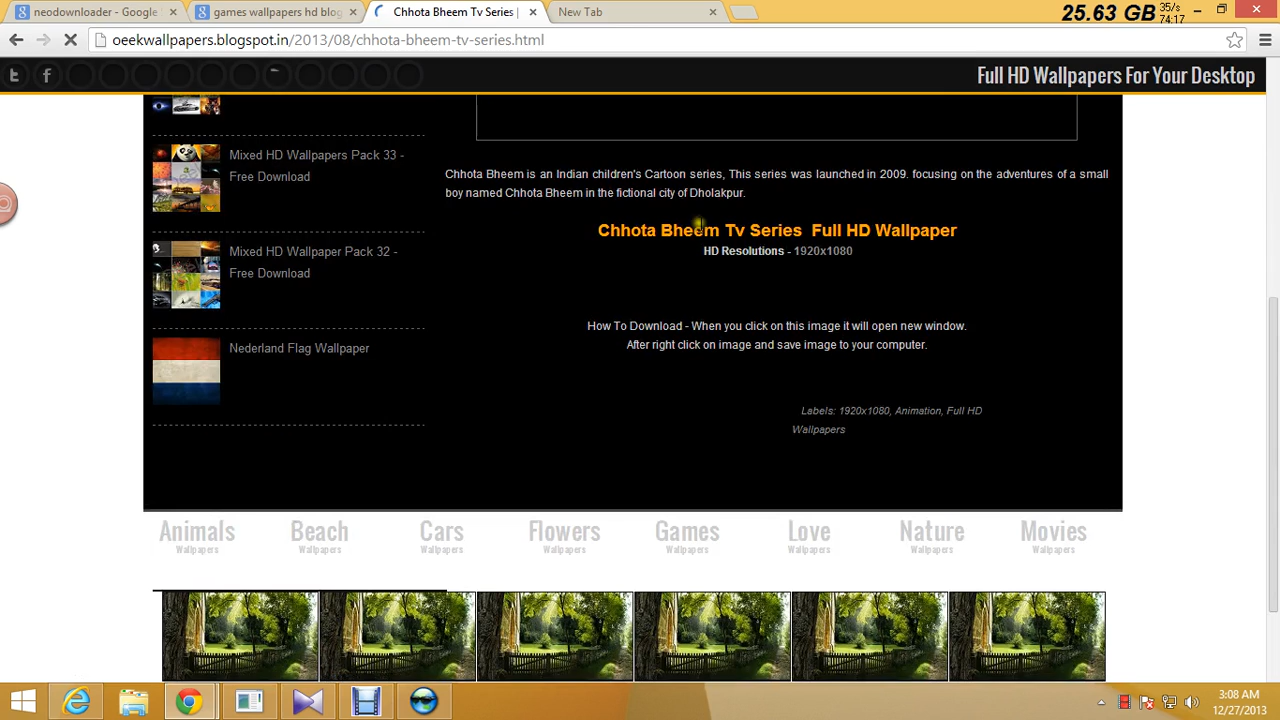 neodownloader - Google
games wallpapers hd blog
Chhota Bheem Tv Series |
New Tab
25.63 GB
35/s
74:17
oeekwallpapers.blogspot.in/2013/08/chhota-bheem-tv-series.html
Full HD Wallpapers For Your Desktop
Mixed HD Wallpapers Pack 33 -
Free Download
Mixed HD Wallpaper Pack 32 -
Free Download
Nederland Flag Wallpaper
Chhota Bheem is an Indian children's Cartoon series, This series was launched in 2009. focusing on the adventures of a small
boy named Chhota Bheem in the fictional city of Dholakpur.
Chhota Bheem Tv Series Full HD Wallpaper
HD Resolutions - 1920x1080
How To Download - When you click on this image it will open new window.
After right click on image and save image to your computer.
Labels: 1920x1080, Animation, Full HD
Wallpapers
Animals
Wallpapers
Beach
Wallpapers
Cars
Wallpapers
Flowers
Wallpapers
Games
Wallpapers
Love
Wallpapers
Nature
Wallpapers
Movies
Wallpapers
3:08 AM
12/27/2013